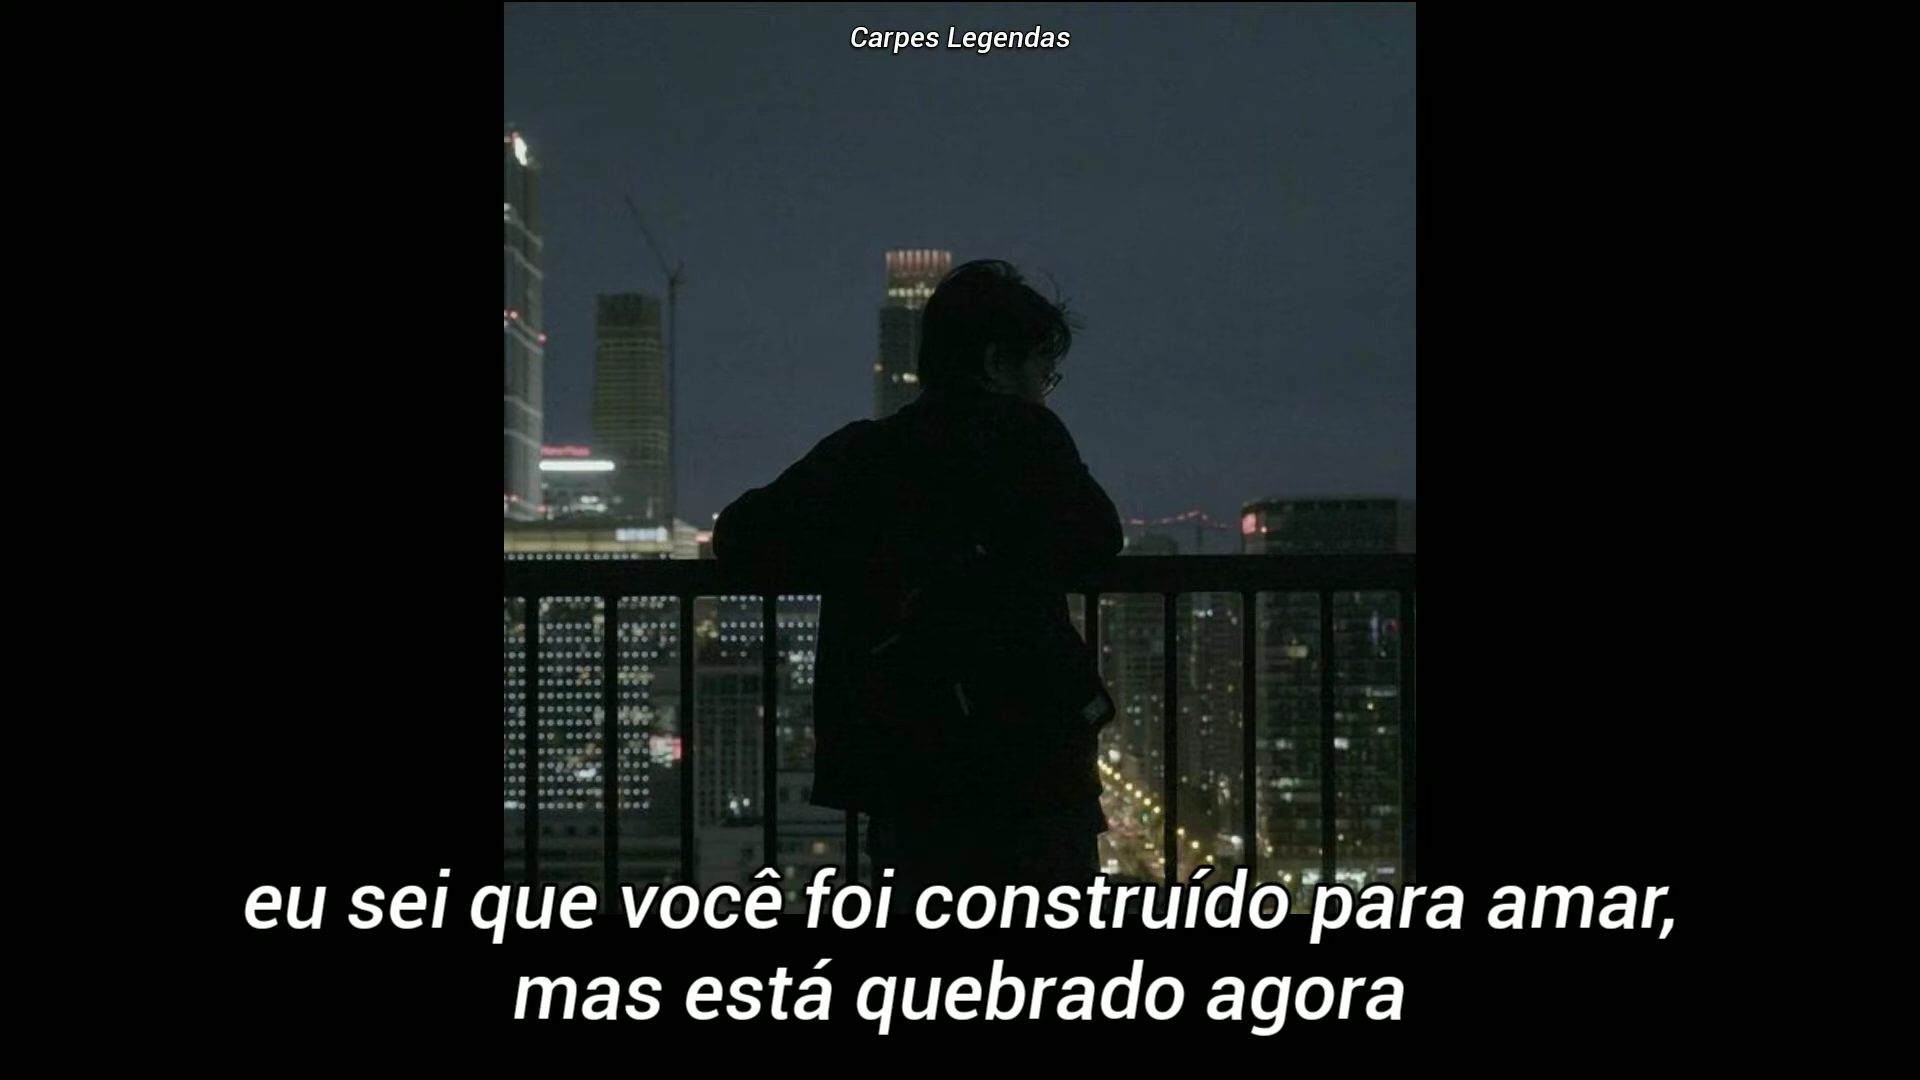 Carpes Legendas
eu sei que você foi construído para amar,
mas está quebrado agora